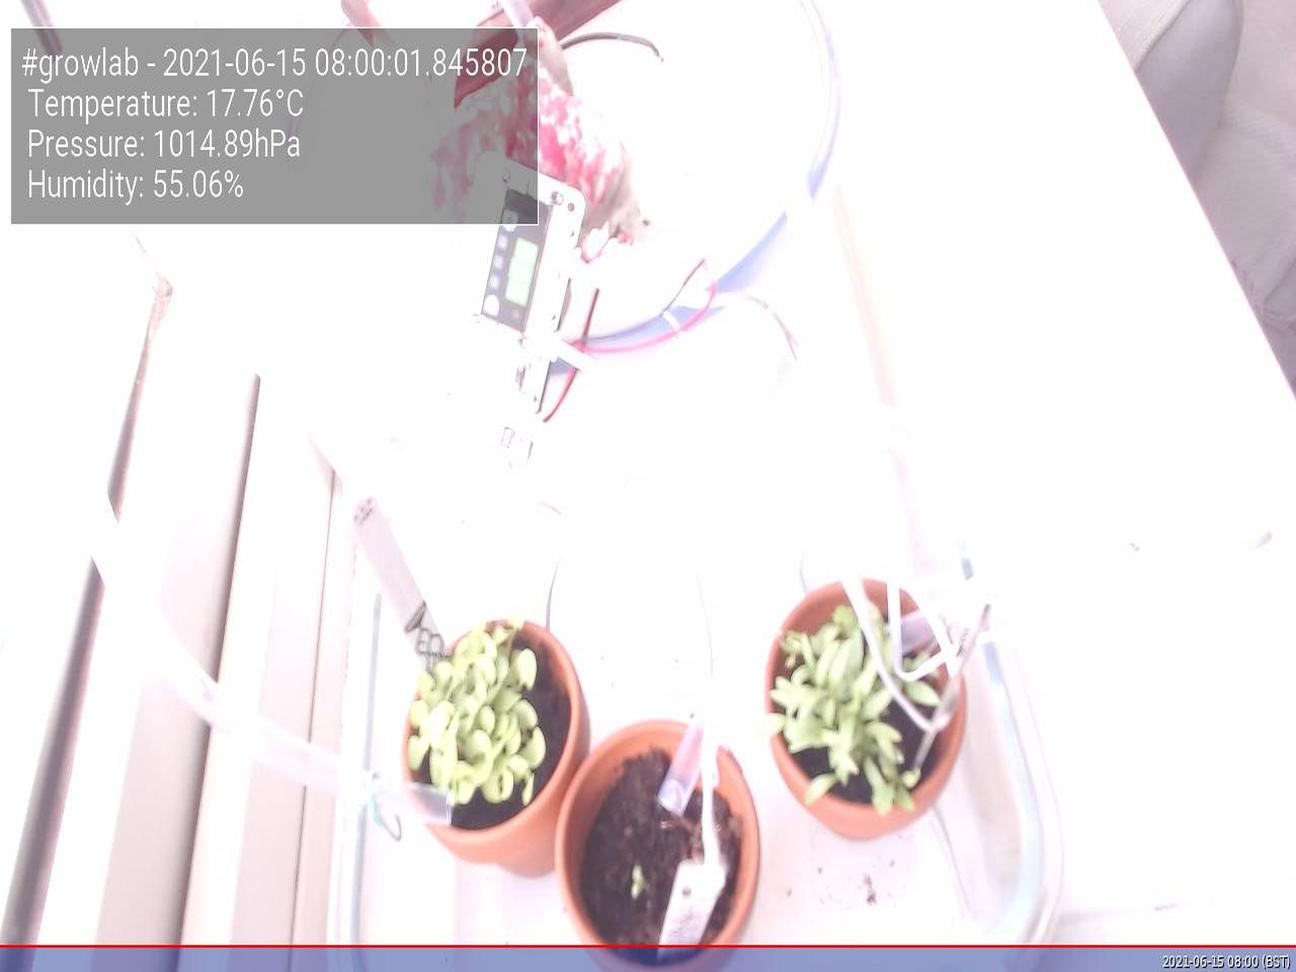 #growlab - 2021-06-15 08:00:01.845807
Temperature: 17.76°C
Pressure: 1014.89hPa
Humidity: 55.06%
2021-06-15 08:00 (BST)